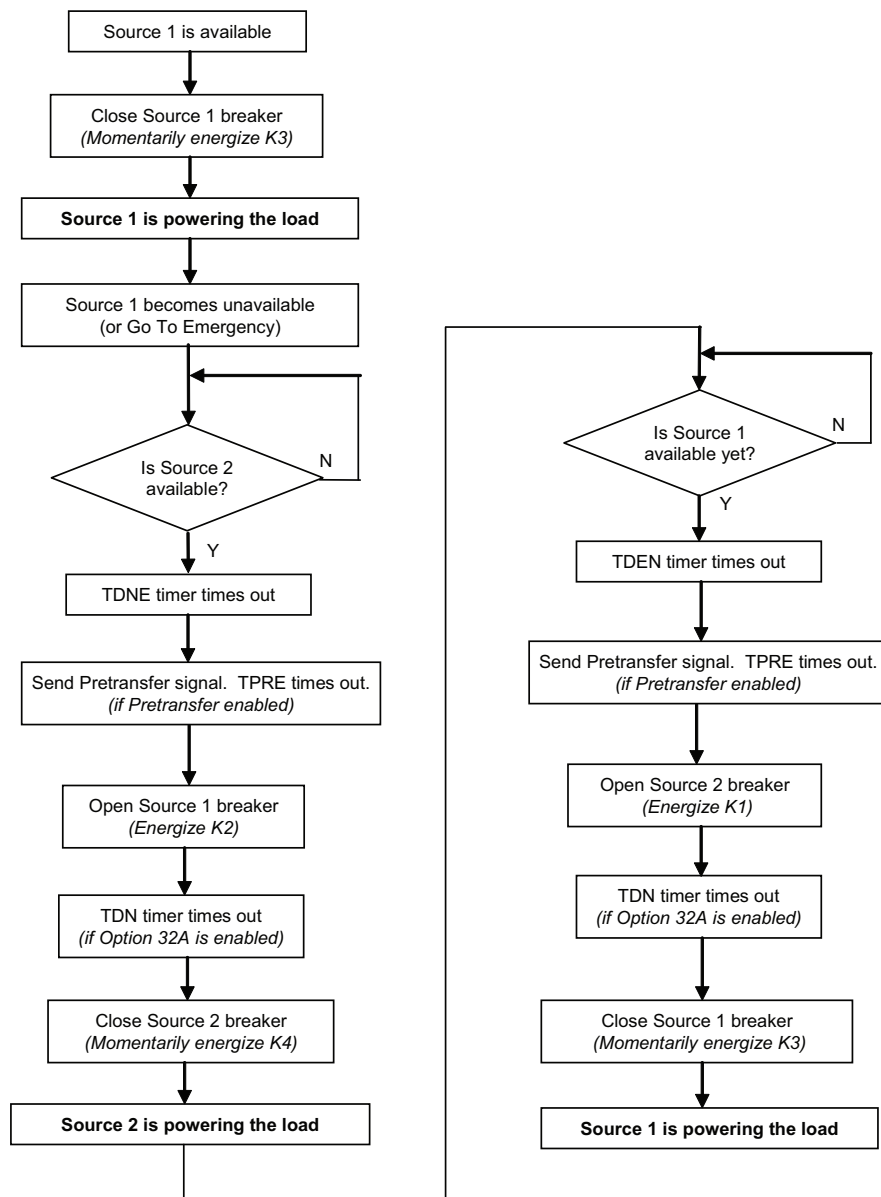 Source 1 is available
Close Source 1 breaker
(Momentarily energize K3)
Source 1 is powering the load
Source 1 becomes unavailable
(or Go To Emergency)
Is Source 2
available?
N
Y
TDNE timer times out
Send Pretransfer signal. TPRE times out.
(if Pretransfer enabled)
Open Source 1 breaker
(Energize K2)
TDN timer times out
(if Option 32A is enabled)
Close Source 2 breaker
(Momentarily energize K4)
Source 2 is powering the load
Is Source 1
available yet?
N
Y
TDEN timer times out
Send Pretransfer signal. TPRE times out.
(if Pretransfer enabled)
Open Source 2 breaker
(Energize K1)
TDN timer times out
(if Option 32A is enabled)
Close Source 1 breaker
(Momentarily energize K3)
Source 1 is powering the load